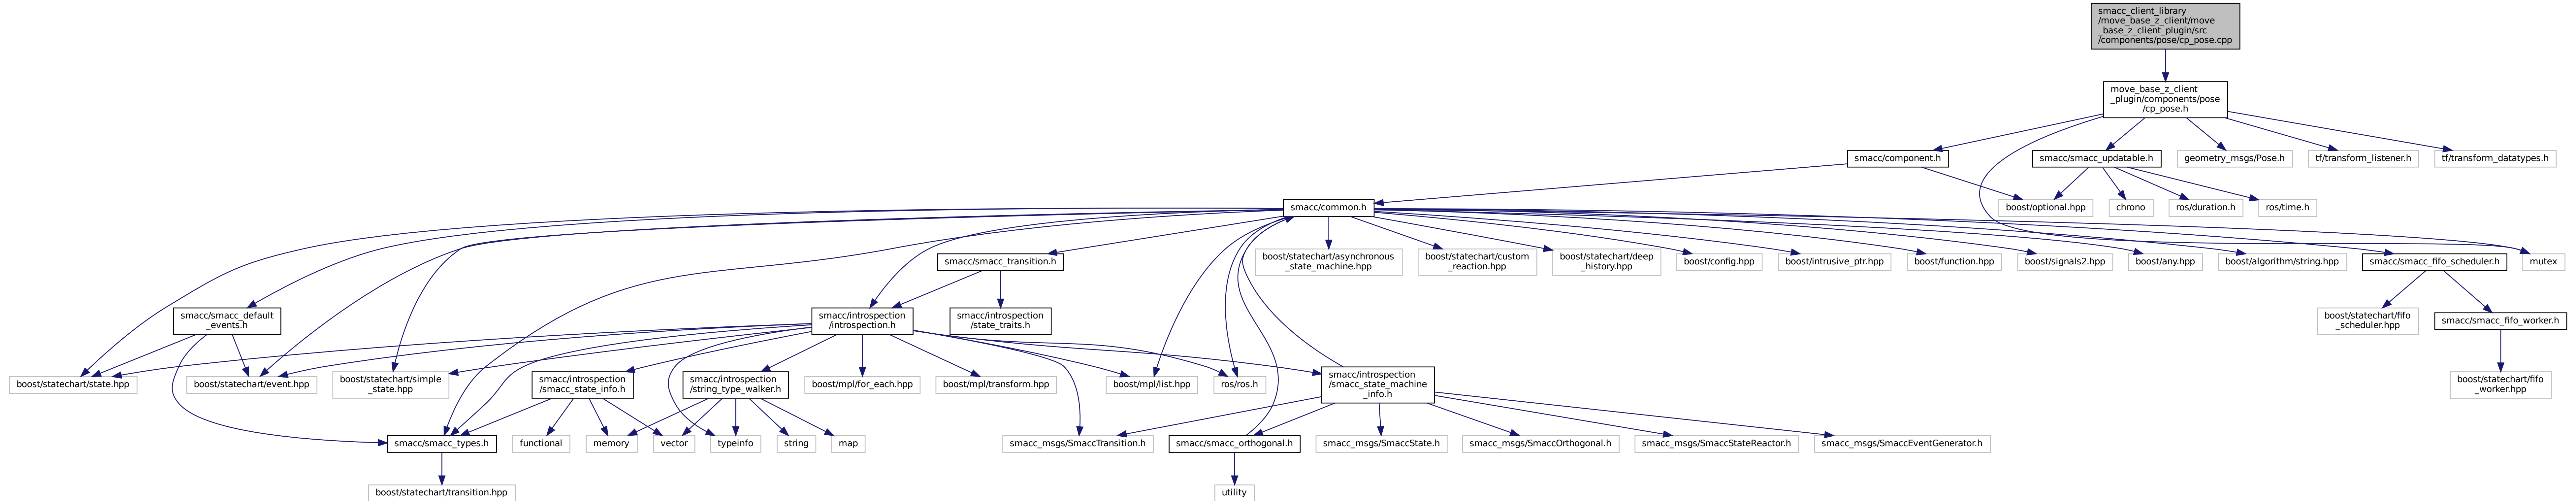 smacc_client_library
/move_base_z_client/move
_base_z_client_plugin/src
/components/pose/cp_pose.cpp
move_base_z_client
_plugin/components/pose
/cp_pose.h
smacc/component.h
smacc/smacc_updatable.h
geometry_msgs/Pose.h
tf/transform_listener.h
tf/transform_datatypes.h
smacc/common.h
boost/optional.hpp
chrono
ros/duration.h
ros/time.h
smacc/smacc_transition.h
boost/statechart/asynchronous
_state_machine.hpp
boost/statechart/custom
_reaction.hpp
boost/statechart/deep
_history.hpp
boost/config.hpp
boost/intrusive_ptr.hpp
boost/function.hpp
boost/signals2.hpp
boost/any.hpp
boost/algorithm/string.hpp
smacc/smacc_fifo_scheduler.h
mutex
smacc/smacc_default
_events.h
smacc/introspection
/introspection.h
smacc/introspection
/state_traits.h
boost/statechart/fifo
_scheduler.hpp
smacc/smacc_fifo_worker.h
boost/statechart/state.hpp
boost/statechart/event.hpp
boost/statechart/simple
_state.hpp
smacc/introspection
/smacc_state_info.h
smacc/introspection
/string_type_walker.h
boost/mpl/for_each.hpp
boost/mpl/transform.hpp
boost/mpl/list.hpp
ros/ros.h
smacc/introspection
/smacc_state_machine
_info.h
boost/statechart/fifo
_worker.hpp
smacc/smacc_types.h
functional
memory
vector
typeinfo
string
map
smacc_msgs/SmaccTransition.h
smacc/smacc_orthogonal.h
smacc_msgs/SmaccState.h
smacc_msgs/SmaccOrthogonal.h
smacc_msgs/SmaccStateReactor.h
smacc_msgs/SmaccEventGenerator.h
boost/statechart/transition.hpp
utility